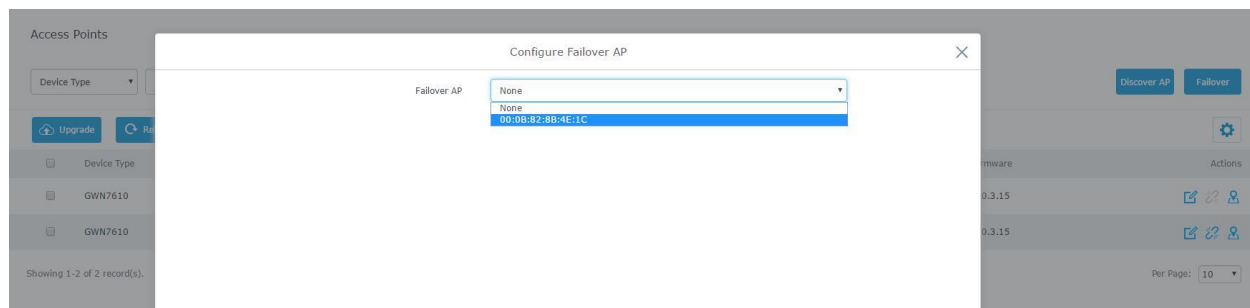 Access Points
Configure Failover AP
Device Type
Failover AP
None
Discover AP
Failover
None
00:0B:82:8B:4E:1C
Upgrade
Device Type
Actions
GWN7610
0.3.15
GWN7610
0.3.15
Showing 1-2 of 2 record(s).
Per Page: 10